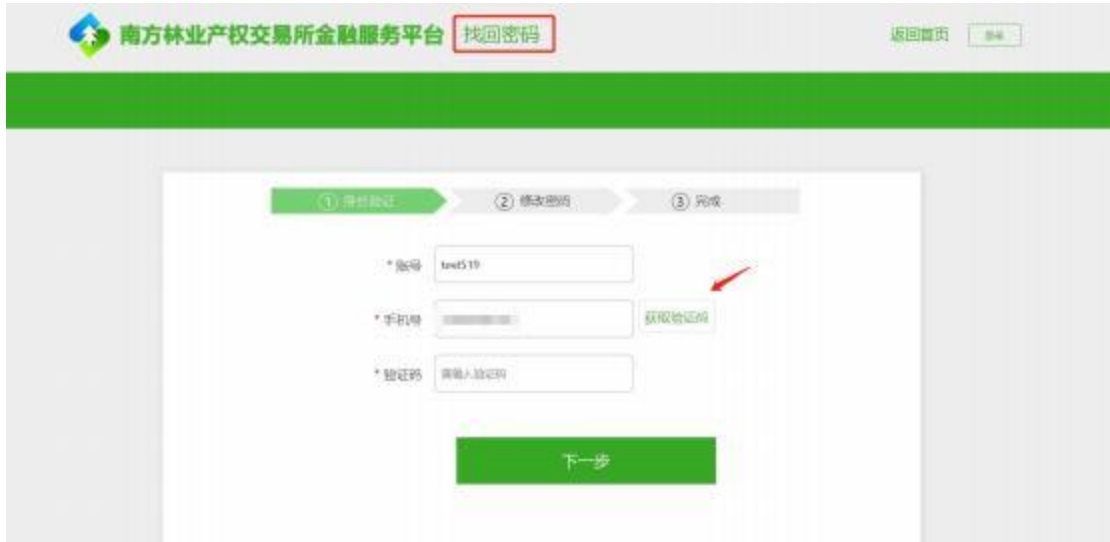 南方林业产权交易所金融服务平台 找回密码 返回首页 登录
① 身份验证 ② 修改密码 ③ 完成
* 账号 test519
* 手机号 获取验证码
* 验证码 请输入验证码
下一步